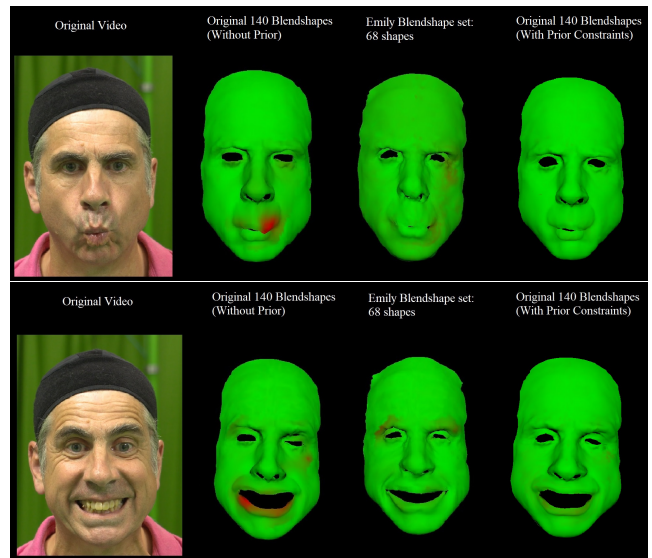 Original Video
Original 140 Blendshapes
(Without Prior)
Emily Blendshape set:
68 shapes
Original 140 Blendshapes
(With Prior Constraints)
Original Video
Original 140 Blendshapes
(Without Prior)
Emily Blendshape set:
68 shapes
Original 140 Blendshapes
(With Prior Constraints)